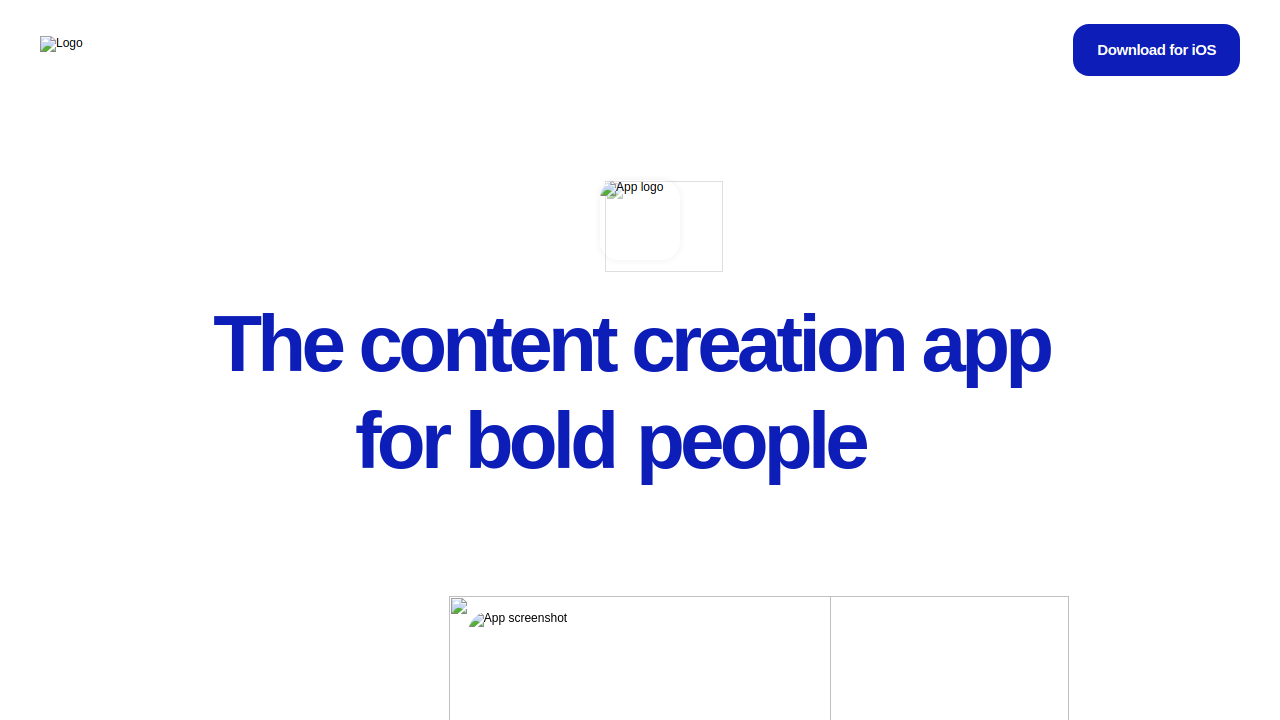 Logo
Download for iOS
App logo
The content creation app
for bold people
App screenshot